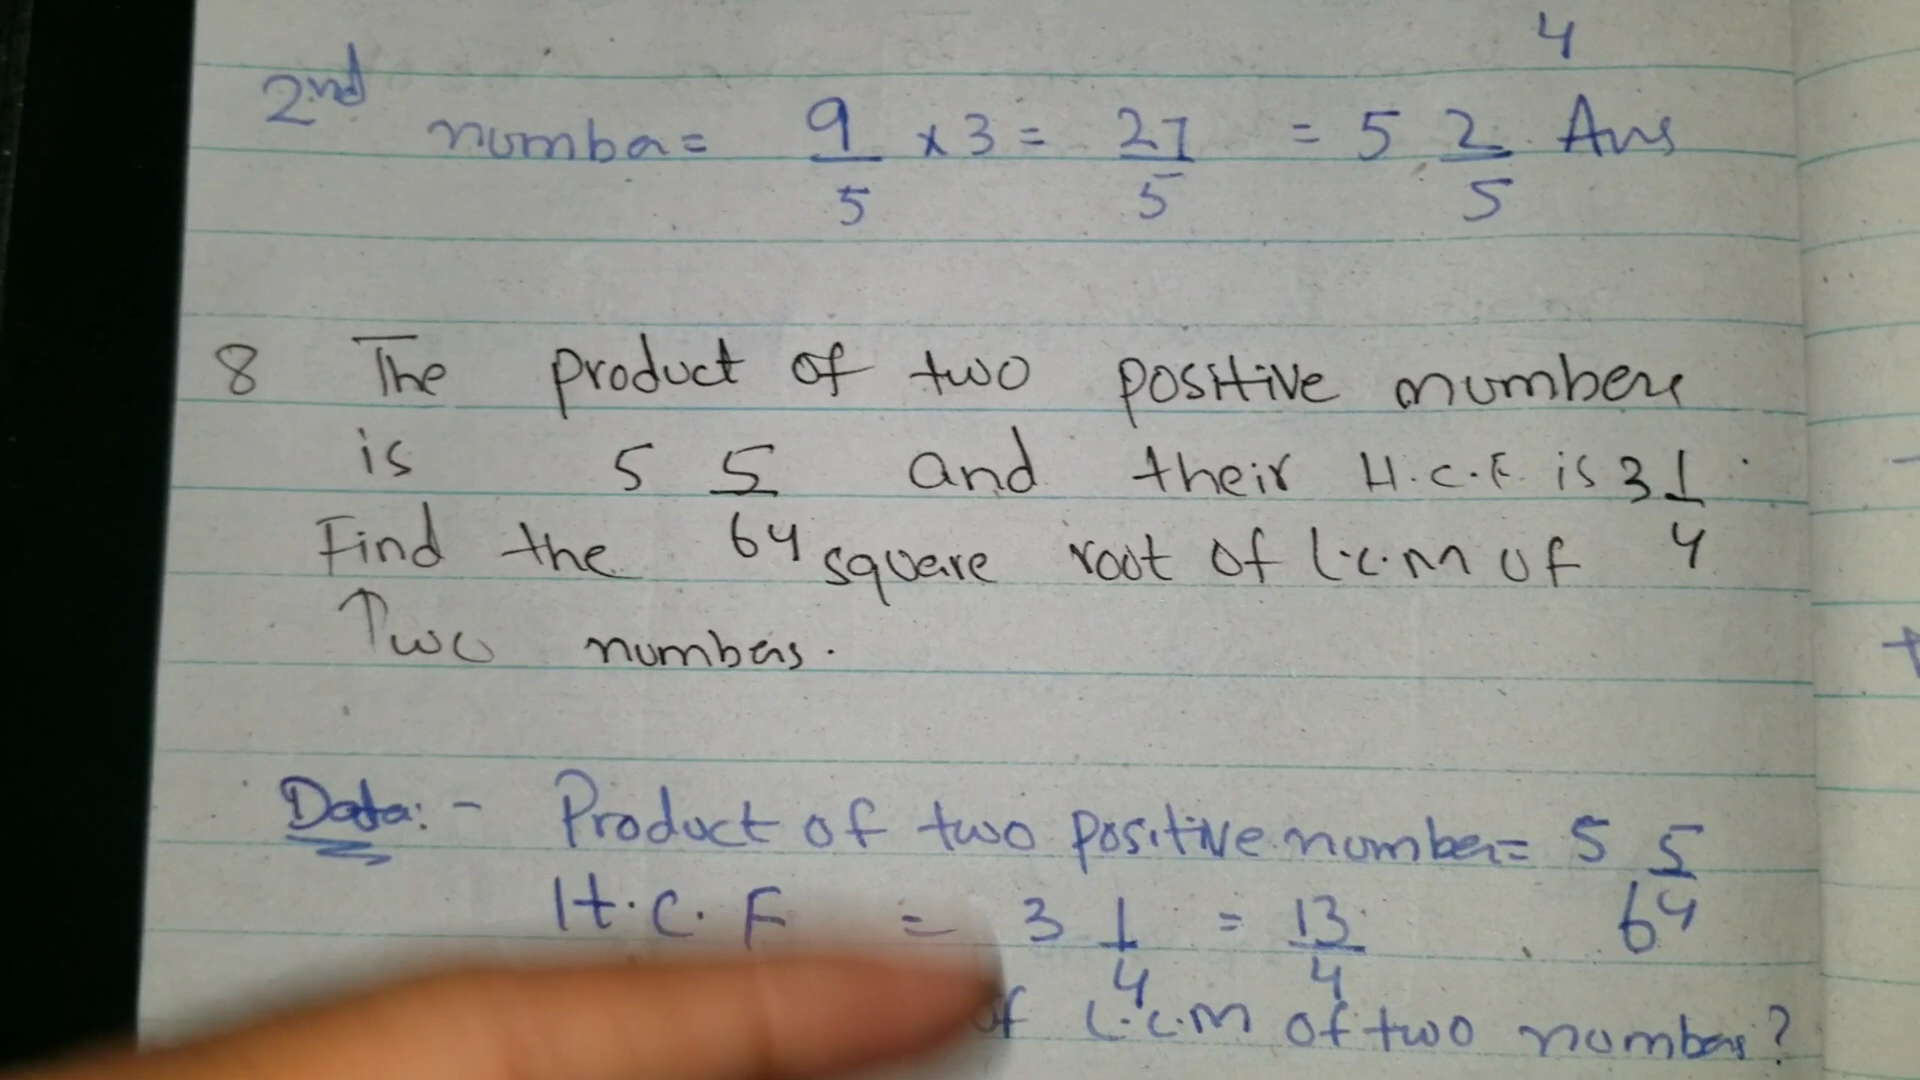 4
2nd number = 9/5 × 3 = 27/5 = 5 2/5 Ans
8 The product of two positive numbers
is 5 5/64 and their H.C.F. is 3 1/4.
Find the square root of L.C.M of
Two numbers.
Data:- Product of two positive number = 5 5/64
H.C.F = 3 1/4 = 13/4
of L.C.M of two numbers?